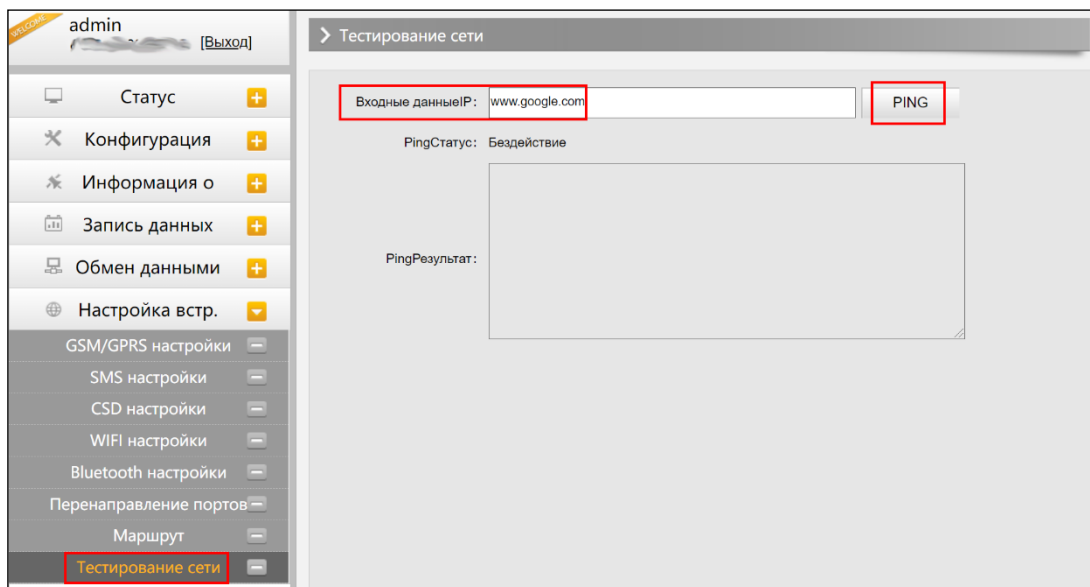 WELCOME
admin
[Выход]
Статус
Конфигурация
Информация о
Запись данных
Обмен данными
Настройка встр.
GSM/GPRS настройки
SMS настройки
CSD настройки
WIFI настройки
Bluetooth настройки
Перенаправление портов
Маршрут
Тестирование сети
Тестирование сети
Входные данныеIP: www.google.com PING
PingСтатус: Бездействие
PingРезультат: